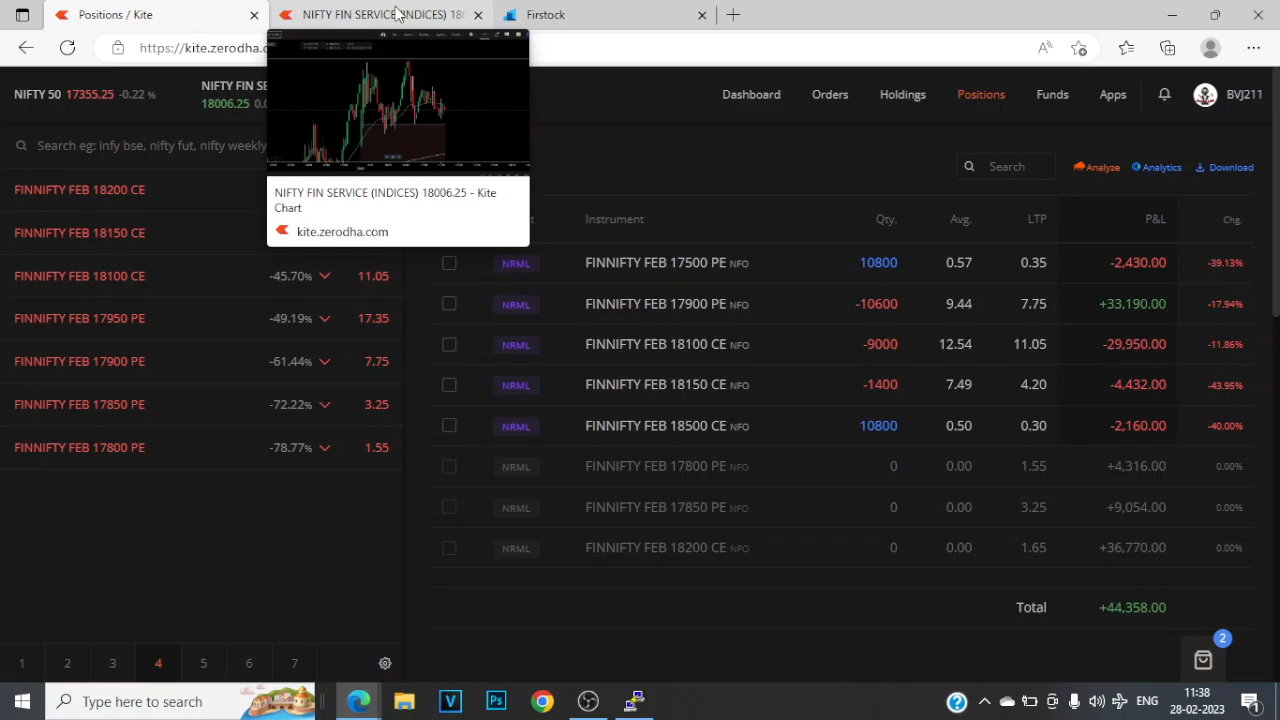 Positions / Kite
NIFTY FIN SERVICE (INDICES) 180
Firstock
https://kite.zerodha.c
NIFTY 50 17355.25 -0.22 %
NIFTY FIN SE
18006.25 0.0
Dashboard Orders Holdings Positions Funds Apps BVJ211
Search eg: infy bse, nifty fut, nifty weekly
Search Analyze Analytics Download
NIFTY FIN SERVICE (INDICES) 18006.25 - Kite
Chart
kite.zerodha.com
FINNIFTY FEB 18200 CE
FINNIFTY FEB 18150 CE
FINNIFTY FEB 18100 CE -45.70% 11.05
FINNIFTY FEB 17950 PE -49.19% 17.35
FINNIFTY FEB 17900 PE -61.44% 7.75
FINNIFTY FEB 17850 PE -72.22% 3.25
FINNIFTY FEB 17800 PE -78.77% 1.55
t Instrument Qty. Avg. LTP P&L Chg.
NRML FINNIFTY FEB 17500 PE NFO 10800 0.57 0.35 -2,430.00 -39.13%
NRML FINNIFTY FEB 17900 PE NFO -10600 9.44 7.75 +33,190.00 -17.94%
NRML FINNIFTY FEB 18100 CE NFO -9000 12.54 11.05 -29,950.00 -11.86%
NRML FINNIFTY FEB 18150 CE NFO -1400 7.49 4.20 -4,432.00 -43.95%
NRML FINNIFTY FEB 18500 CE NFO 10800 0.50 0.30 -2,160.00 -40.00%
NRML FINNIFTY FEB 17800 PE NFO 0 0.00 1.55 +4,316.00 0.00%
NRML FINNIFTY FEB 17850 PE NFO 0 0.00 3.25 +9,054.00 0.00%
NRML FINNIFTY FEB 18200 CE NFO 0 0.00 1.65 +36,770.00 0.00%
Total +44,358.00
1 2 3 4 5 6 7
2
Type here to search
V
Ps
11:38
28-02-2023
1